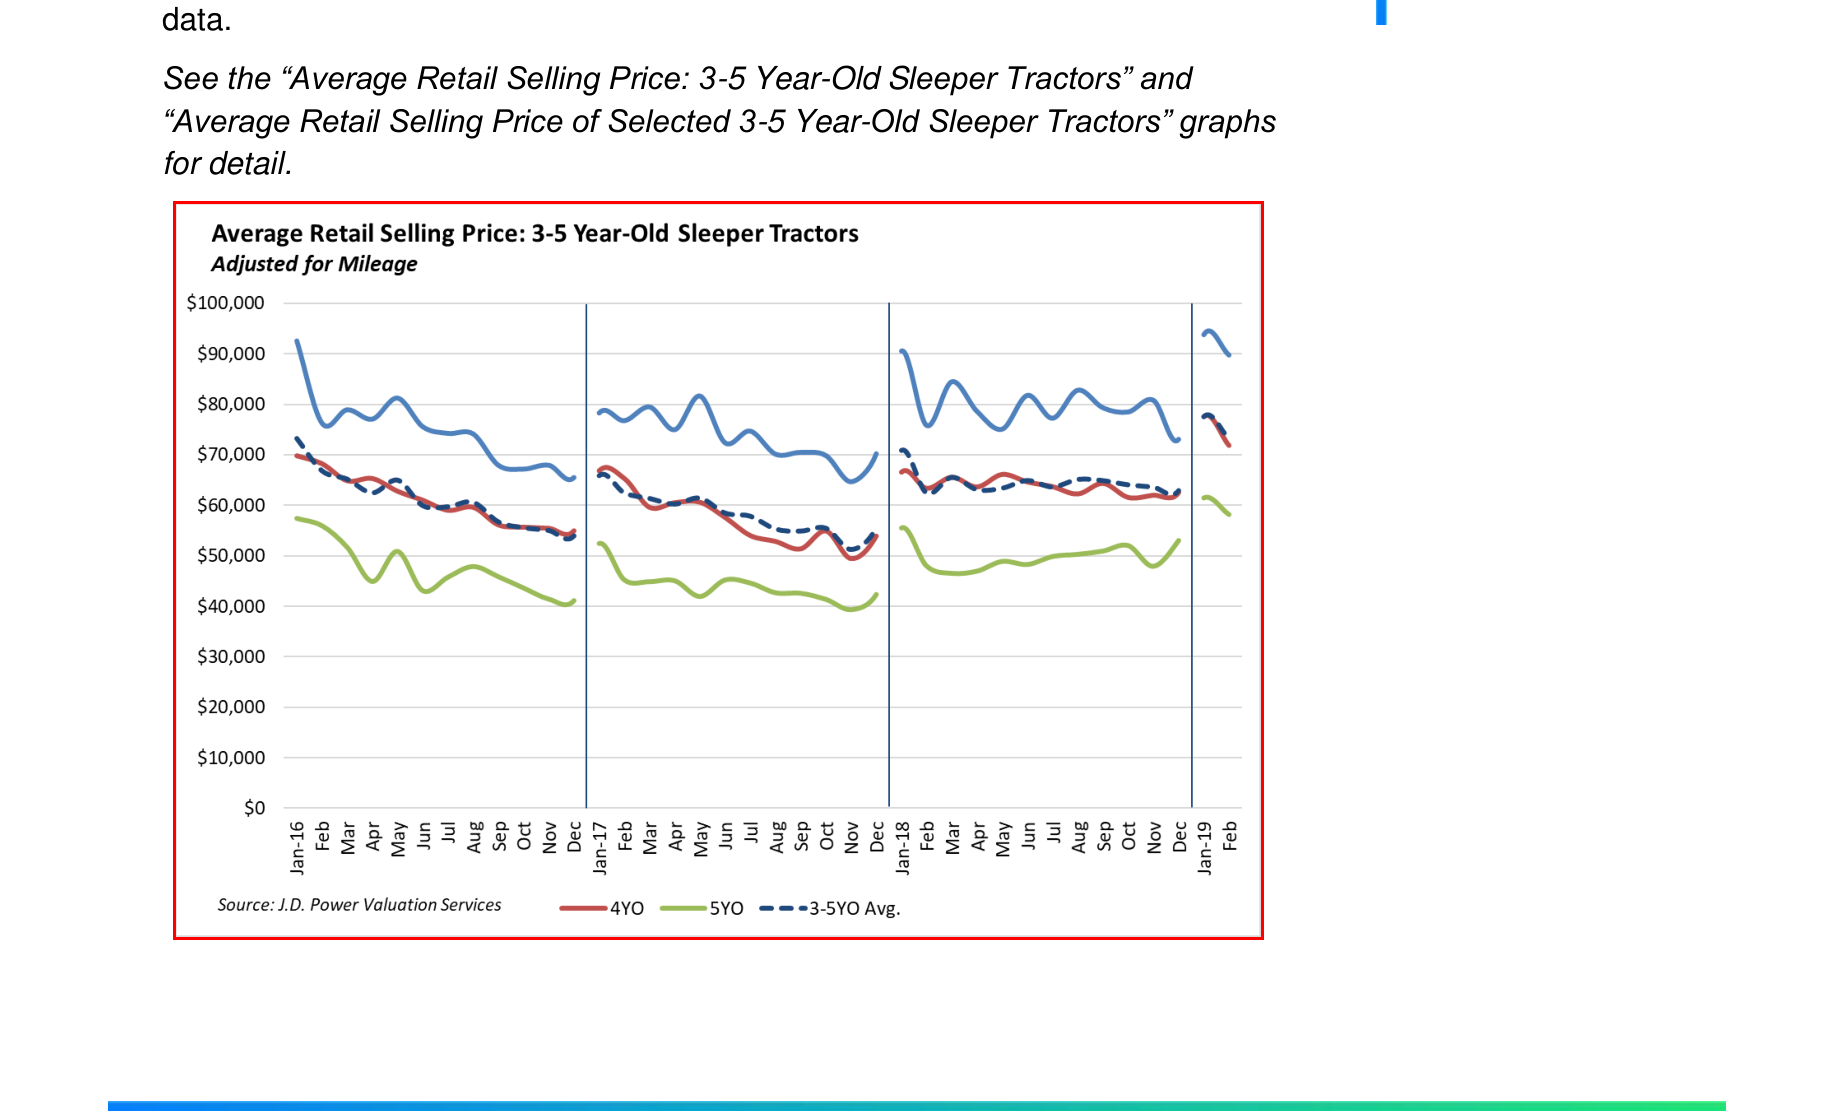 data.
See the “Average Retail Selling Price: 3-5 Year-Old Sleeper Tractors” and
“Average Retail Selling Price of Selected 3-5 Year-Old Sleeper Tractors” graphs
for detail.
Average Retail Selling Price: 3-5 Year-Old Sleeper Tractors
Adjusted for Mileage
$100,000
$90,000
$80,000
$70,000
$60,000
$50,000
$40,000
$30,000
$20,000
$10,000
$0
Jan-16 Feb Mar Apr May Jun Jul Aug Sep Oct Nov Dec Jan-17 Feb Mar Apr May Jun Jul Aug Sep Oct Nov Dec Jan-18 Feb Mar Apr May Jun Jul Aug Sep Oct Nov Dec Jan-19 Feb
Source: J.D. Power Valuation Services 4YO 5YO 3-5YO Avg.